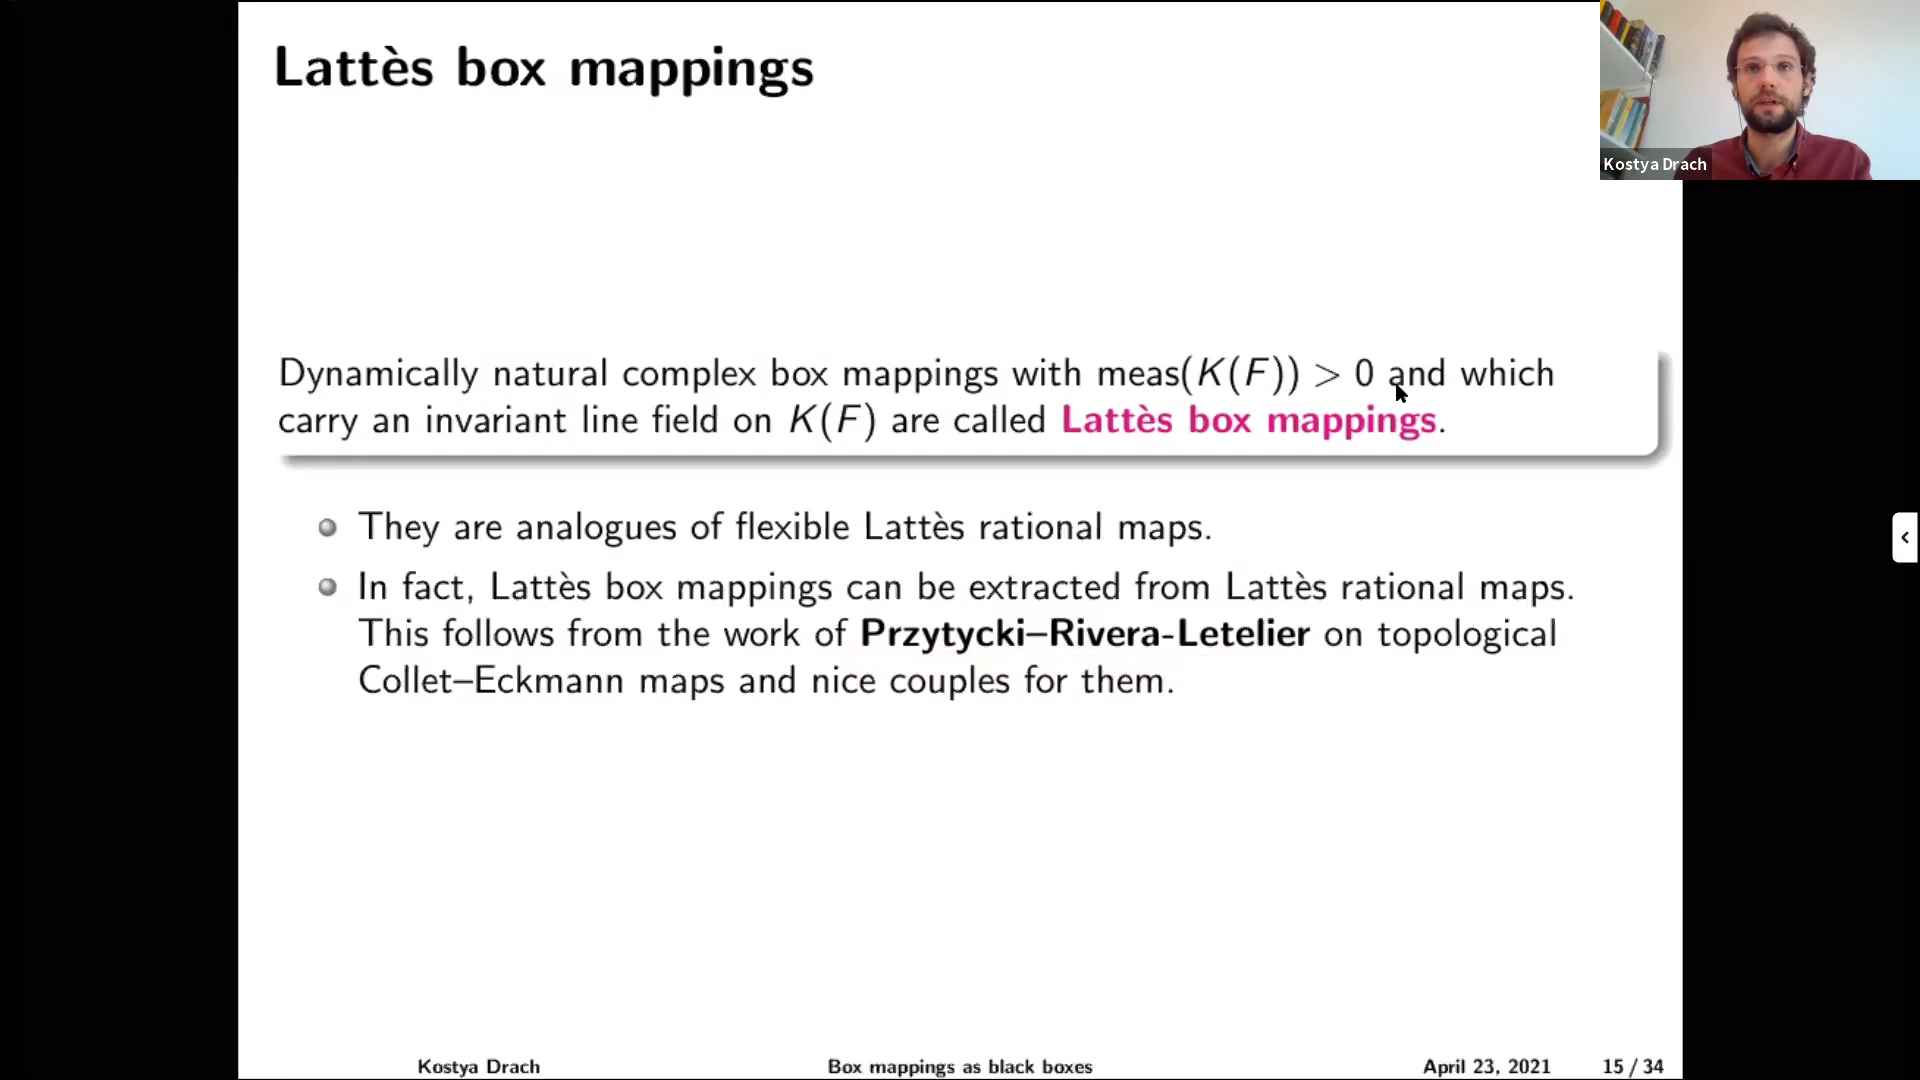 Lattès box mappings
Kostya Drach
Dynamically natural complex box mappings with meas(K(F)) > 0 and which
carry an invariant line field on K(F) are called Lattès box mappings.
They are analogues of flexible Lattès rational maps.
In fact, Lattès box mappings can be extracted from Lattès rational maps.
This follows from the work of Przytycki–Rivera-Letelier on topological
Collet–Eckmann maps and nice couples for them.
Kostya Drach Box mappings as black boxes April 23, 2021 15 / 34